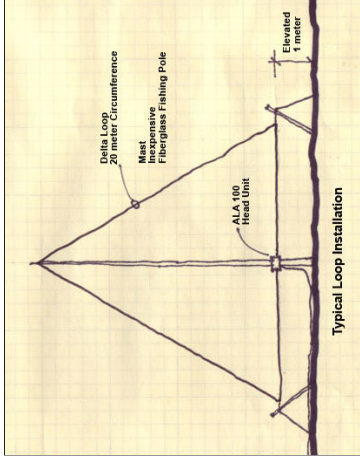 Delta Loop
20 meter Circumference
Mast
Inexpensive
Fiberglass Fishing Pole
ALA 100
Head Unit
Elevated
1 meter
Typical Loop Installation